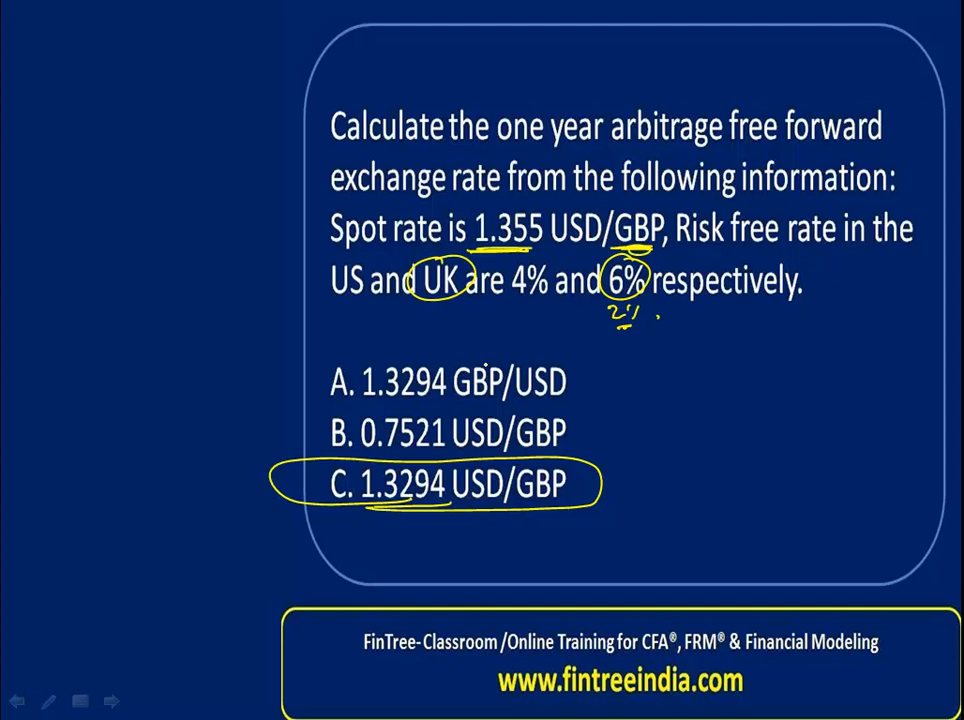 Calculate the one year arbitrage free forward
exchange rate from the following information:
Spot rate is 1.355 USD/GBP, Risk free rate in the
US and UK are 4% and 6% respectively.
2%
A. 1.3294 GBP/USD
B. 0.7521 USD/GBP
C. 1.3294 USD/GBP
FinTree- Classroom /Online Training for CFA®, FRM® & Financial Modeling
www.fintreeindia.com